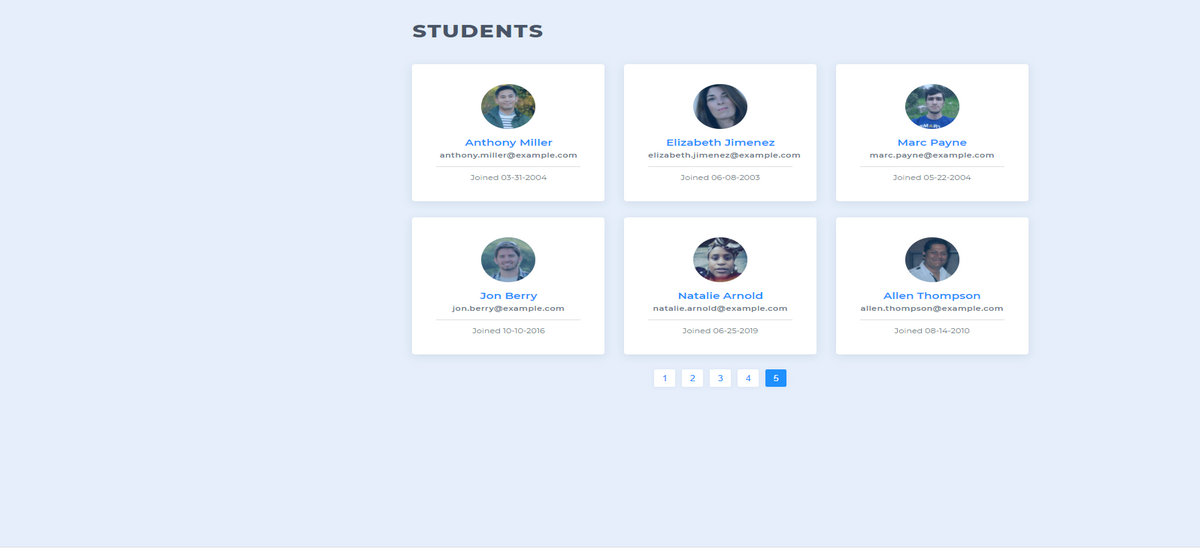 STUDENTS
Anthony Miller
anthony.miller@example.com
Joined 03-31-2004
Elizabeth Jimenez
elizabeth.jimenez@example.com
Joined 06-08-2003
Marc Payne
marc.payne@example.com
Joined 05-22-2004
Jon Berry
jon.berry@example.com
Joined 10-10-2016
Natalie Arnold
natalie.arnold@example.com
Joined 06-25-2019
Allen Thompson
allen.thompson@example.com
Joined 08-14-2010
1 2 3 4 5